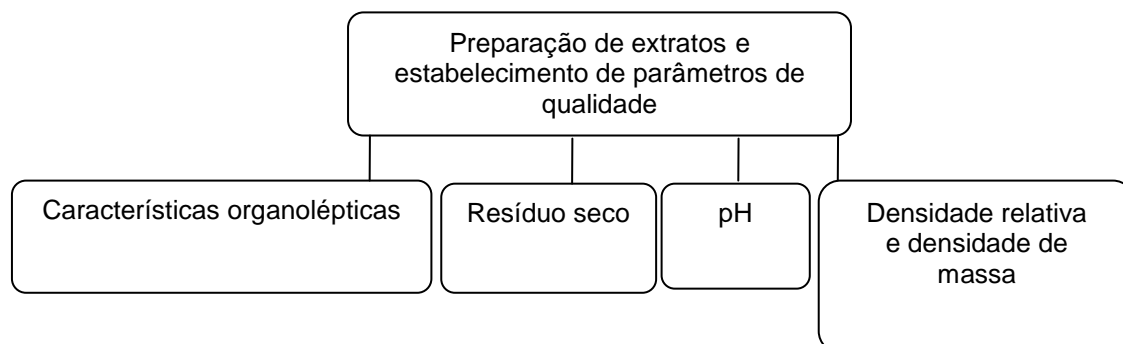 Preparação de extratos e
estabelecimento de parâmetros de
qualidade
Características organolépticas
Resíduo seco
pH
Densidade relativa
e densidade de
massa